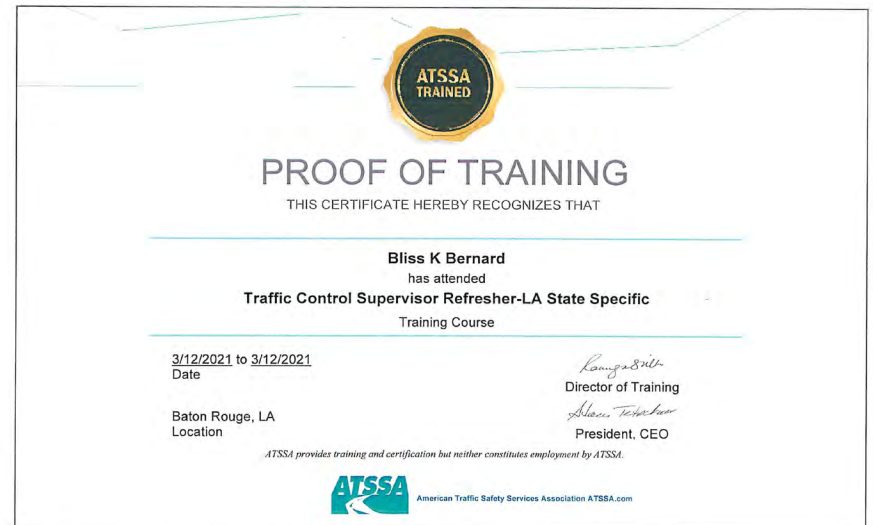 ATSSA
TRAINED
PROOF OF TRAINING
THIS CERTIFICATE HEREBY RECOGNIZES THAT
Bliss K Bernard
has attended
Traffic Control Supervisor Refresher-LA State Specific
Training Course
3/12/2021 to 3/12/2021
Date
Director of Training
Baton Rouge, LA
Location
President, CEO
ATSSA provides training and certification but neither constitutes employment by ATSSA.
ATSSA
American Traffic Safety Services Association ATSSA.com